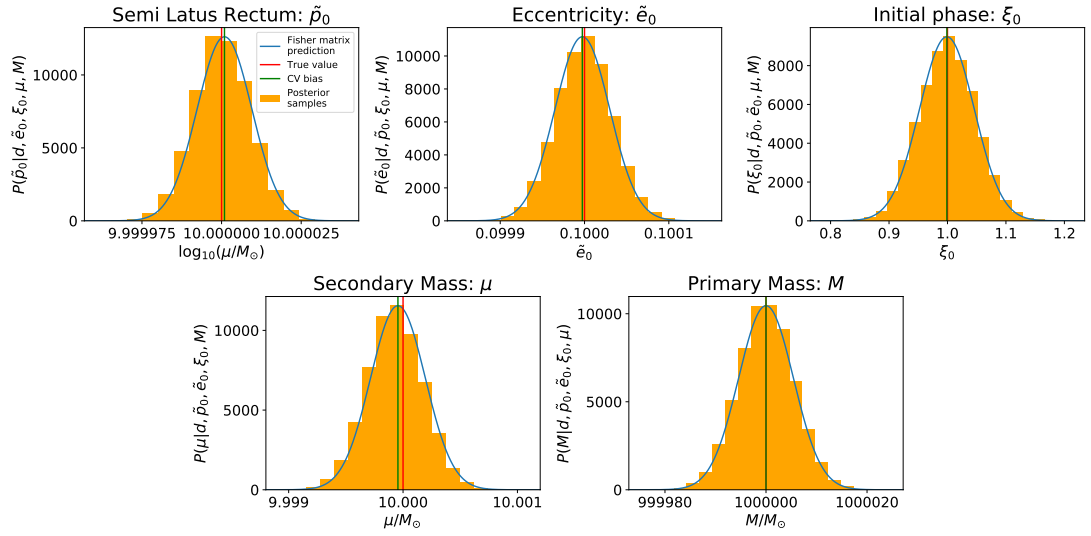 Semi Latus Rectum: p̃₀
P(p̃₀|d, ẽ₀, ξ₀, μ, M)
10000
5000
0
Fisher matrix
prediction
True value
CV bias
Posterior
samples
9.9999975
10.000000
10.0000025
log₁₀(μ/M⊙)
Eccentricity: ẽ₀
P(ẽ₀|d, p̃₀, ξ₀, μ, M)
10000
8000
6000
4000
2000
0
0.0999
0.1000
0.1001
ẽ₀
Initial phase: ξ₀
P(ξ₀|d, p̃₀, ẽ₀, μ, M)
8000
6000
4000
2000
0
0.8
0.9
1.0
1.1
1.2
ξ₀
Secondary Mass: μ
P(μ|d, p̃₀, ẽ₀, ξ₀, M)
10000
5000
0
9.999
10.000
10.001
μ/M⊙
Primary Mass: M
P(M|d, p̃₀, ẽ₀, ξ₀, μ)
10000
5000
0
999980
1000000
1000020
M/M⊙